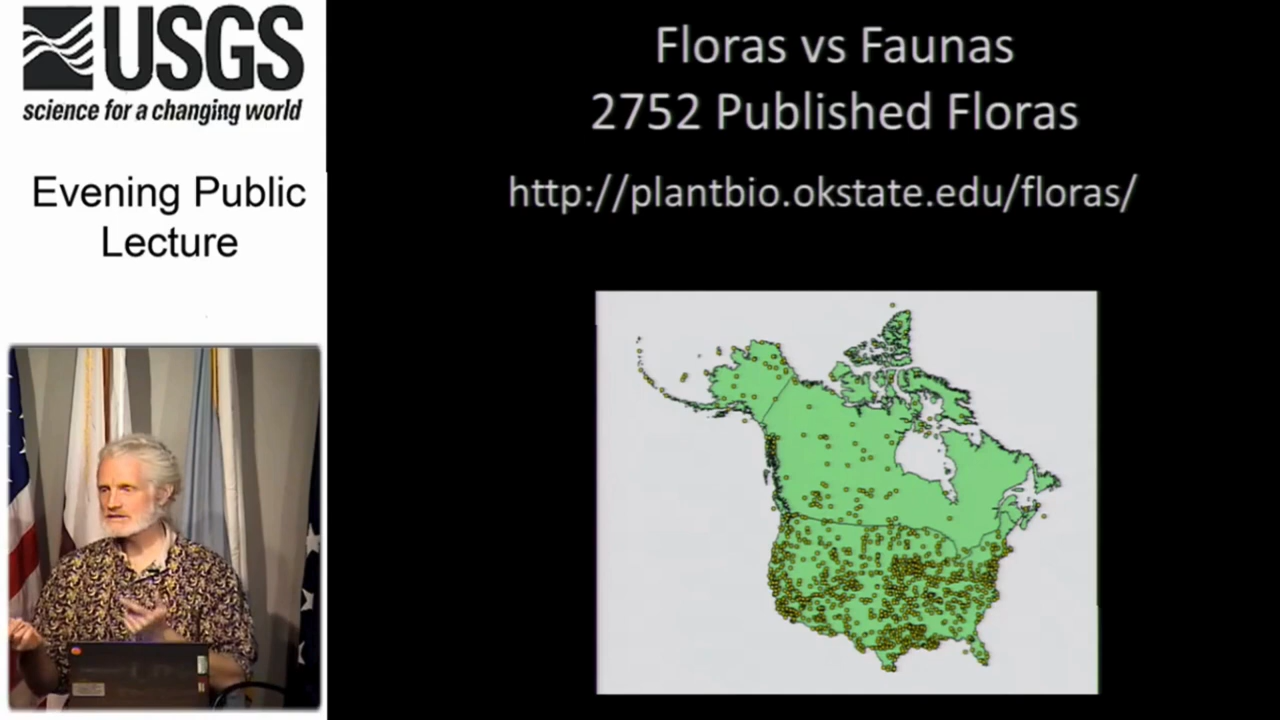 USGS
science for a changing world
Evening Public
Lecture
Floras vs Faunas
2752 Published Floras
http://plantbio.okstate.edu/floras/